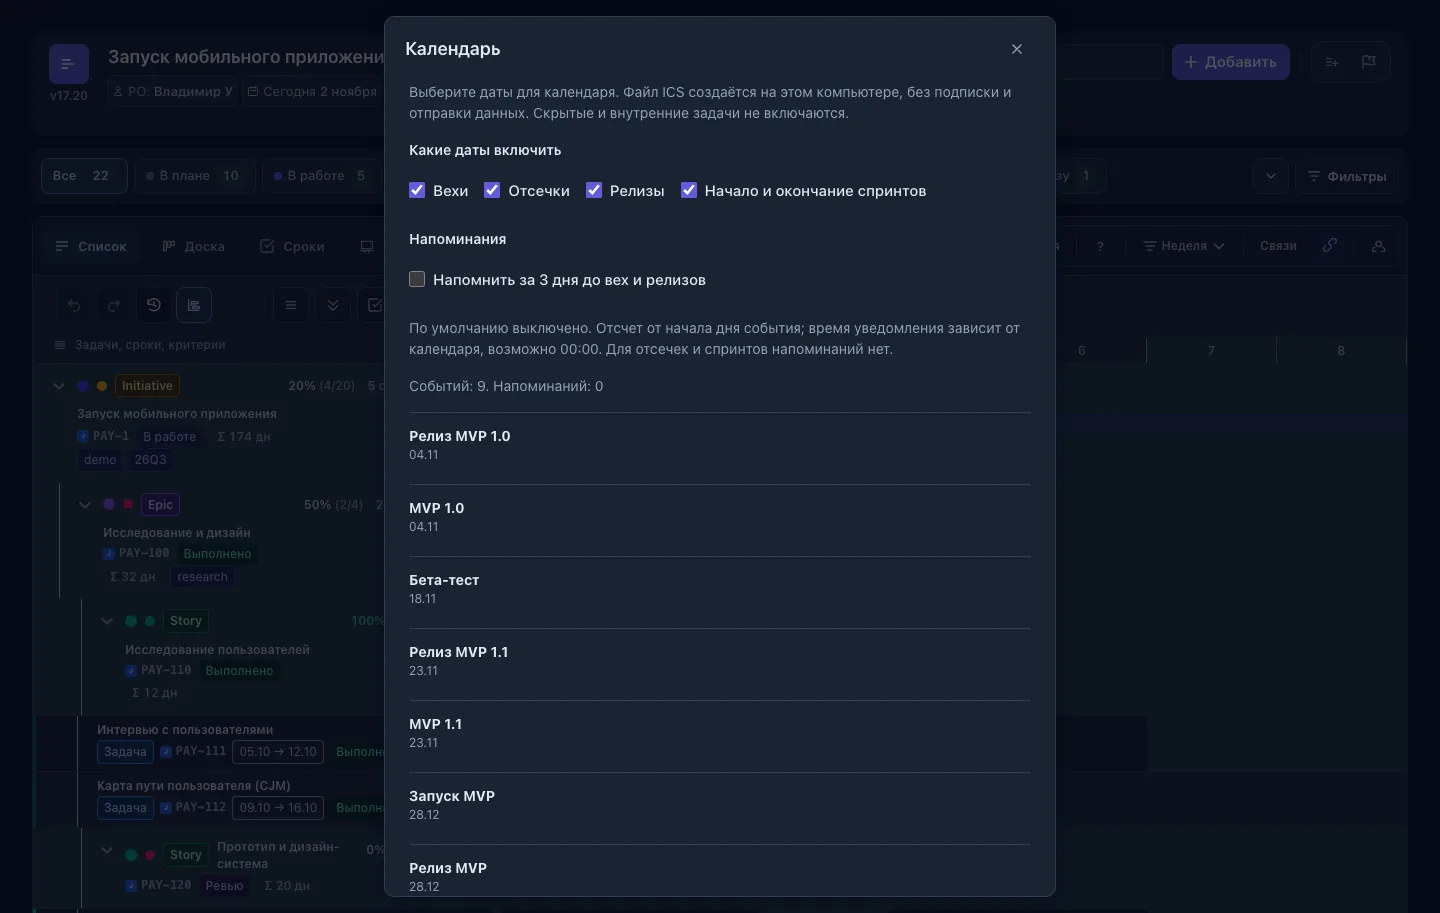 Запуск мобильного приложени
v17.20
PO: Владимир У
Сегодня 2 ноября
Добавить
Все 22
В плане 10
В работе 5
зу 1
Фильтры
Список
Доска
Сроки
я
?
Неделя
Связи
Задачи, сроки, критерии
6
7
8
Initiative
20% (4/20) 5 с
Запуск мобильного приложения
PAY-1 В работе Σ 174 дн
demo 26Q3
Epic
50% (2/4) 2
Исследование и дизайн
PAY-100 Выполнено
Σ 32 дн research
Story
100%
Исследование пользователей
PAY-110 Выполнено
Σ 12 дн
Интервью с пользователями
Задача PAY-111 05.10 → 12.10 Выполне
Карта пути пользователя (CJM)
Задача PAY-112 09.10 → 16.10 Выполне
Story Прототип и дизайн-
система
0%
PAY-120 Ревью Σ 20 дн
Календарь
Выберите даты для календаря. Файл ICS создаётся на этом компьютере, без подписки и
отправки данных. Скрытые и внутренние задачи не включаются.
Какие даты включить
Вехи Отсечки Релизы Начало и окончание спринтов
Напоминания
Напомнить за 3 дня до вех и релизов
По умолчанию выключено. Отсчет от начала дня события; время уведомления зависит от
календаря, возможно 00:00. Для отсечек и спринтов напоминаний нет.
Событий: 9. Напоминаний: 0
Релиз MVP 1.0
04.11
MVP 1.0
04.11
Бета-тест
18.11
Релиз MVP 1.1
23.11
MVP 1.1
23.11
Запуск MVP
28.12
Релиз MVP
28.12